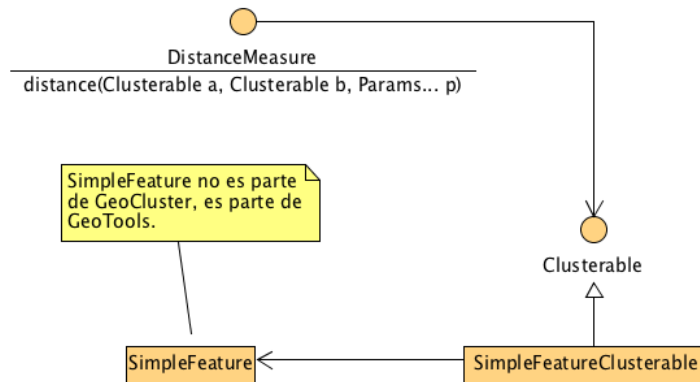 DistanceMeasure
distance(Clusterable a, Clusterable b, Params... p)
SimpleFeature no es parte
de GeoCluster, es parte de
GeoTools.
Clusterable
SimpleFeature
SimpleFeatureClusterable